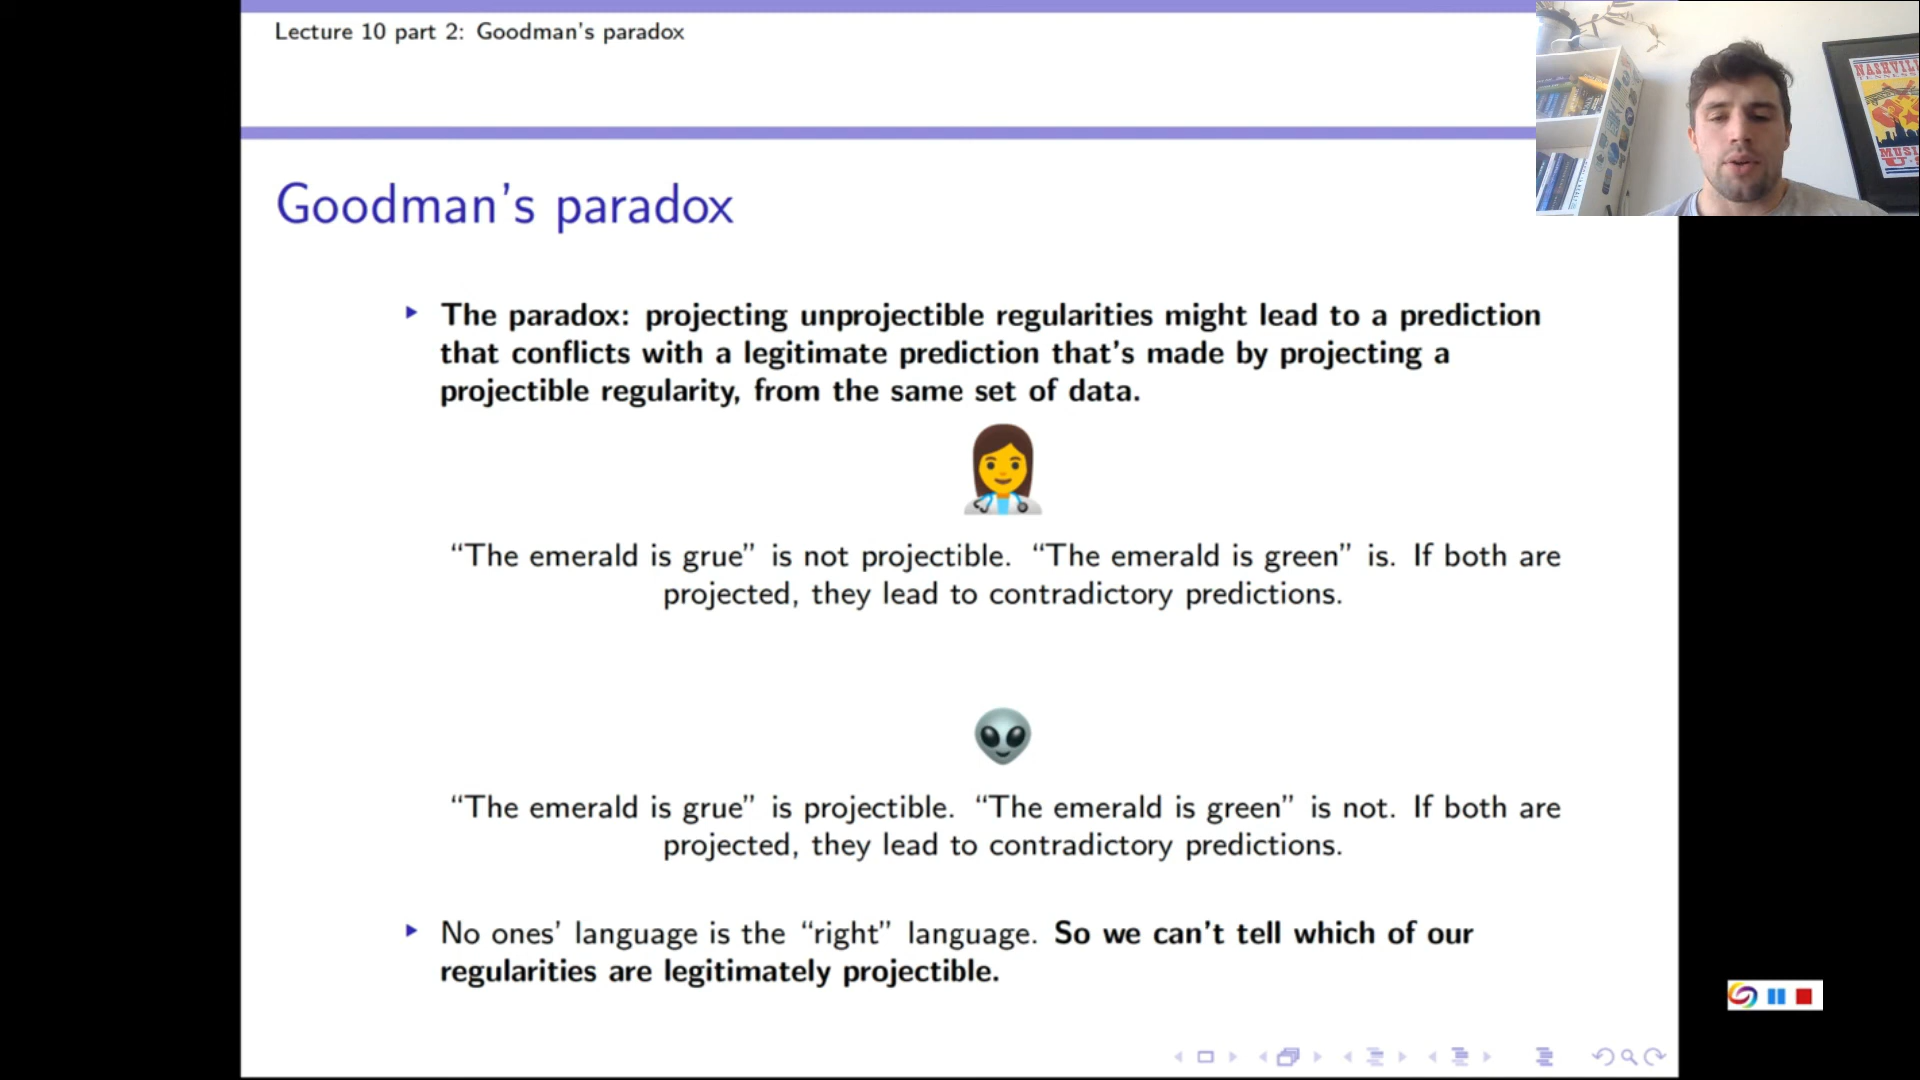 Lecture 10 part 2: Goodman's paradox
Goodman's paradox
The paradox: projecting unprojectible regularities might lead to a prediction
that conflicts with a legitimate prediction that's made by projecting a
projectible regularity, from the same set of data.
“The emerald is grue” is not projectible. “The emerald is green” is. If both are
projected, they lead to contradictory predictions.
“The emerald is grue” is projectible. “The emerald is green” is not. If both are
projected, they lead to contradictory predictions.
No ones' language is the “right” language. So we can't tell which of our
regularities are legitimately projectible.